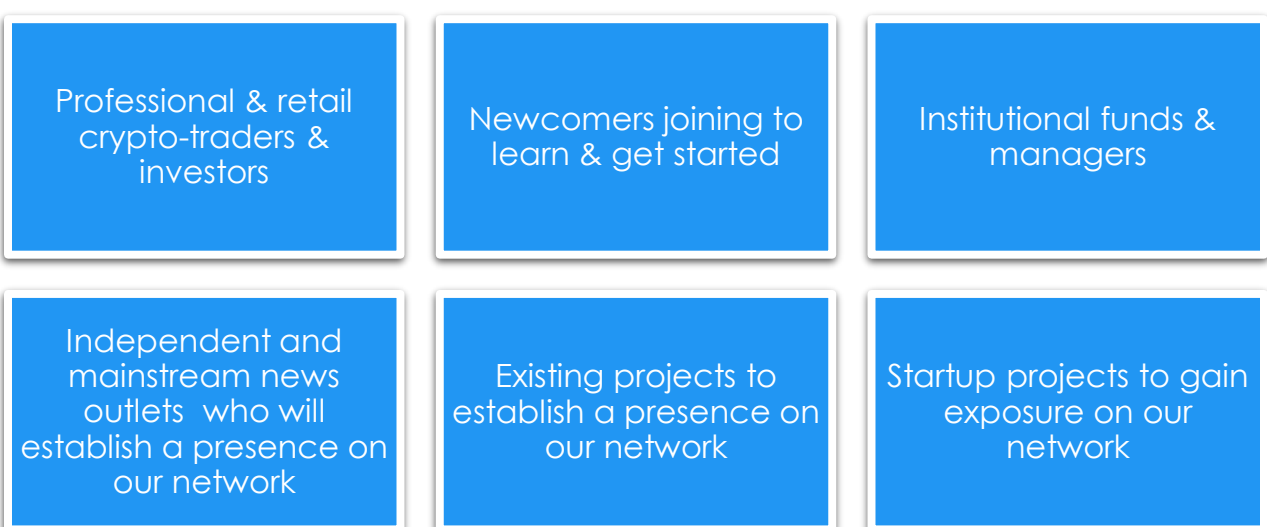 Professional & retail
crypto-traders &
investors
Newcomers joining to
learn & get started
Institutional funds &
managers
Independent and
mainstream news
outlets  who will
establish a presence on
our network
Existing projects to
establish a presence on
our network
Startup projects to gain
exposure on our
network